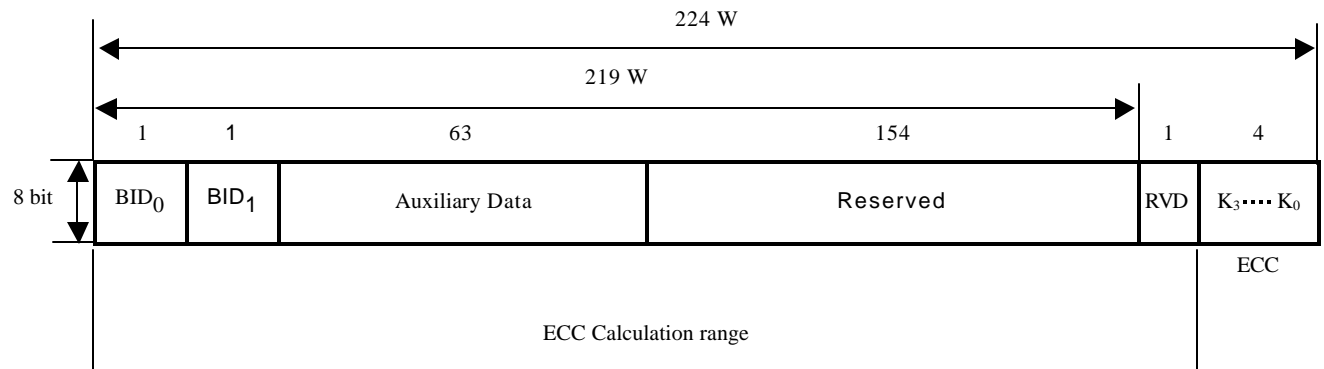 224 W
219 W
1 1 63 154 1 4
8 bit BID0 BID1 Auxiliary Data Reserved RVD K3 ···· K0
ECC
ECC Calculation range